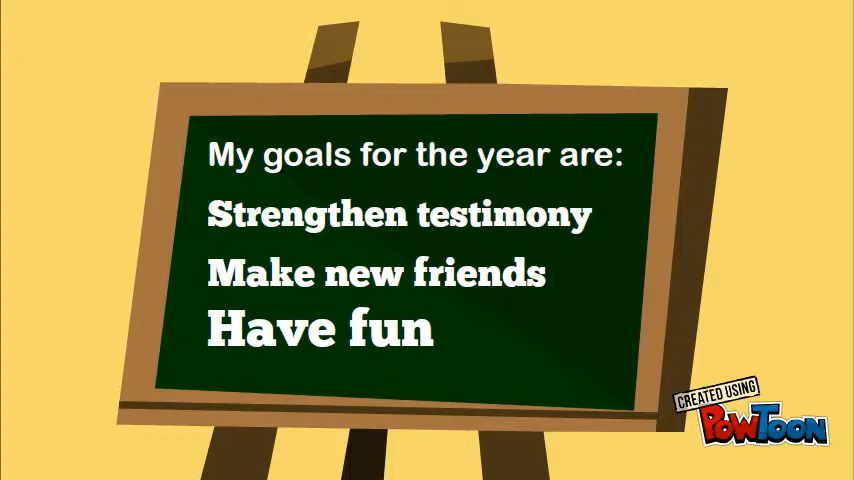 My goals for the year are:
Strengthen testimony
Make new friends
Have fun
CREATED USING
POWTOON